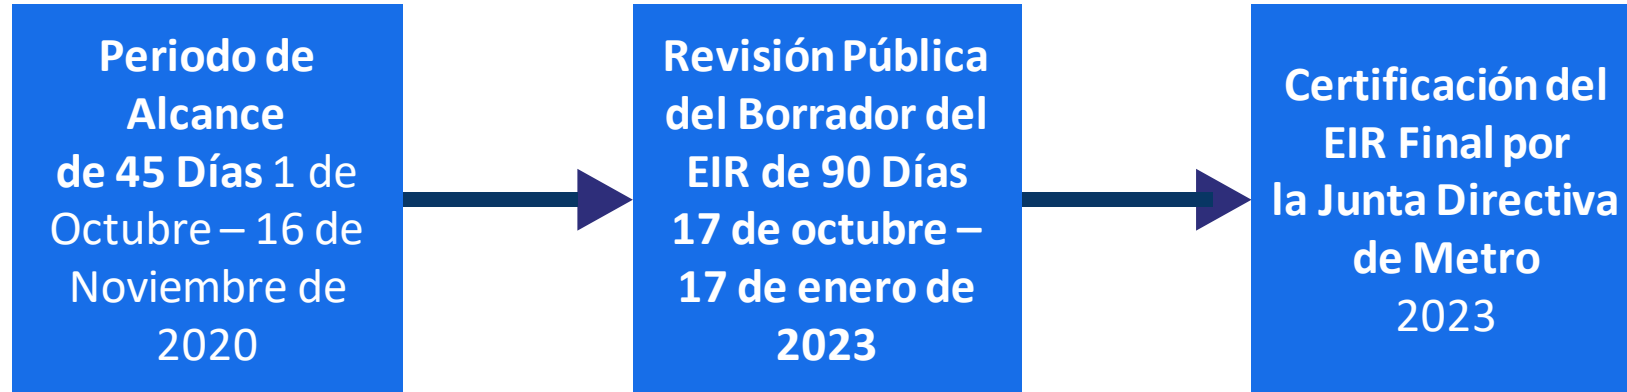 Periodo de
Alcance
de 45 Días 1 de
Octubre – 16 de
Noviembre de
2020
Revisión Pública
del Borrador del
EIR de 90 Días
17 de octubre –
17 de enero de
2023
Certificación del
EIR Final por
la Junta Directiva
de Metro
2023